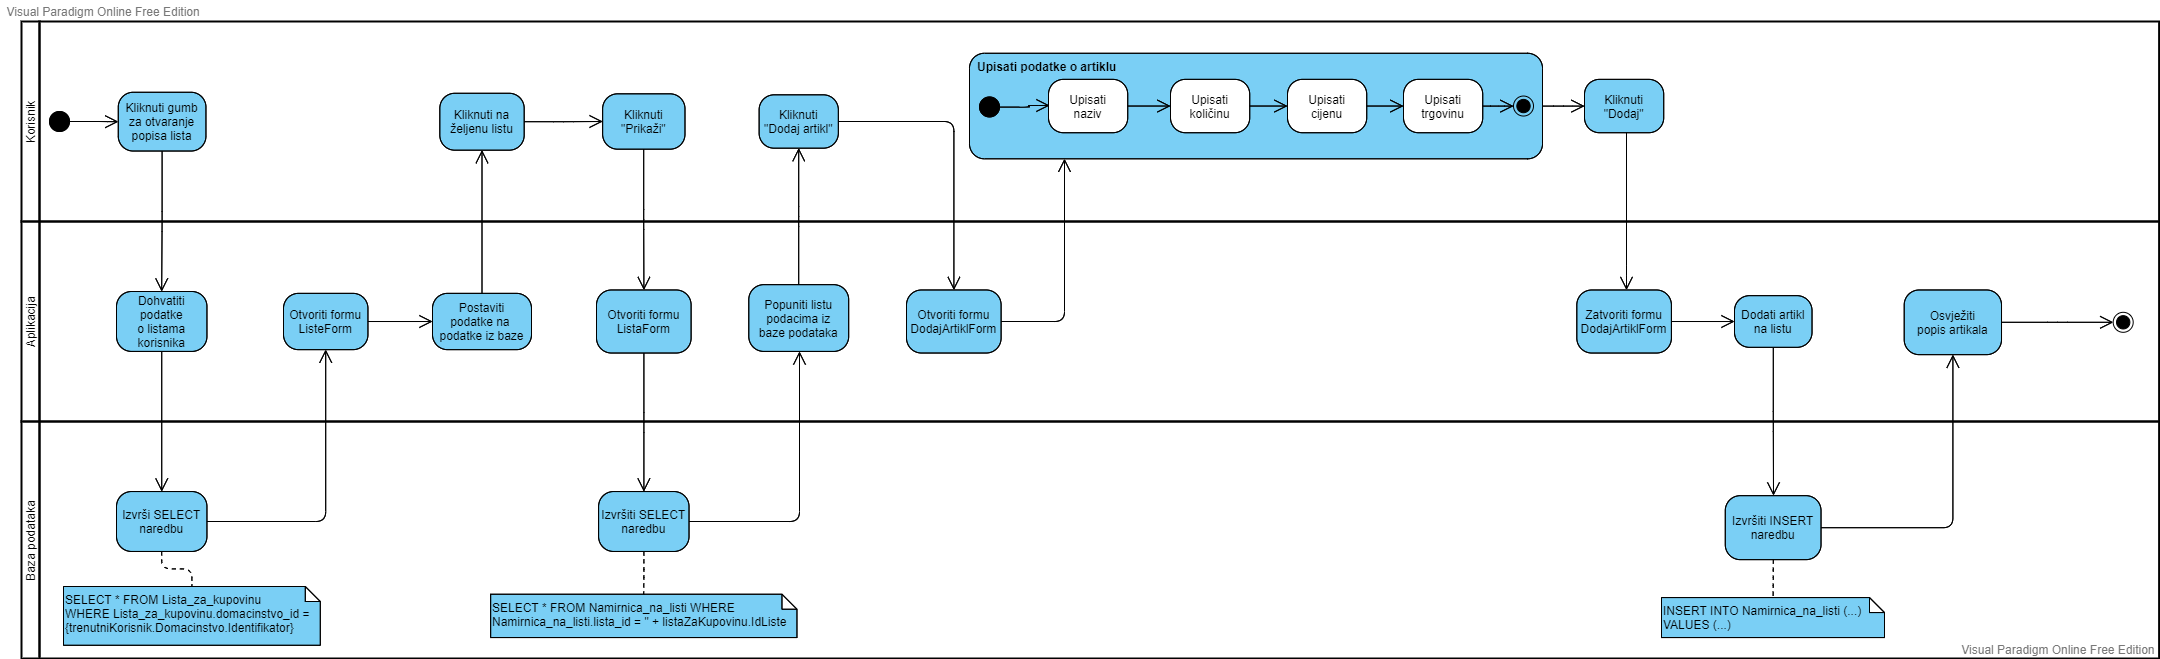 Visual Paradigm Online Free Edition
Korisnik
Kliknuti gumb
za otvaranje
popisa lista
Kliknuti na
željenu listu
Kliknuti
"Prikaži"
Kliknuti
"Dodaj artikl"
Upisati podatke o artiklu
Upisati
naziv
Upisati
količinu
Upisati
cijenu
Upisati
trgovinu
Kliknuti
"Dodaj"
Aplikacija
Dohvatiti
podatke
o listama
korisnika
Otvoriti formu
ListeForm
Postaviti
podatke na
podatke iz baze
Otvoriti formu
ListaForm
Popuniti listu
podacima iz
baze podataka
Otvoriti formu
DodajArtiklForm
Zatvoriti formu
DodajArtiklForm
Dodati artikl
na listu
Osvježiti
popis artikala
Baza podataka
Izvrši SELECT
naredbu
Izvršiti SELECT
naredbu
Izvršiti INSERT
naredbu
SELECT * FROM Lista_za_kupovinu
WHERE Lista_za_kupovinu.domacinstvo_id =
{trenutniKorisnik.Domacinstvo.Identifikator}
SELECT * FROM Namirnica_na_listi WHERE
Namirnica_na_listi.lista_id = " + listaZaKupovinu.IdListe
INSERT INTO Namirnica_na_listi (...)
VALUES (...)
Visual Paradigm Online Free Edition